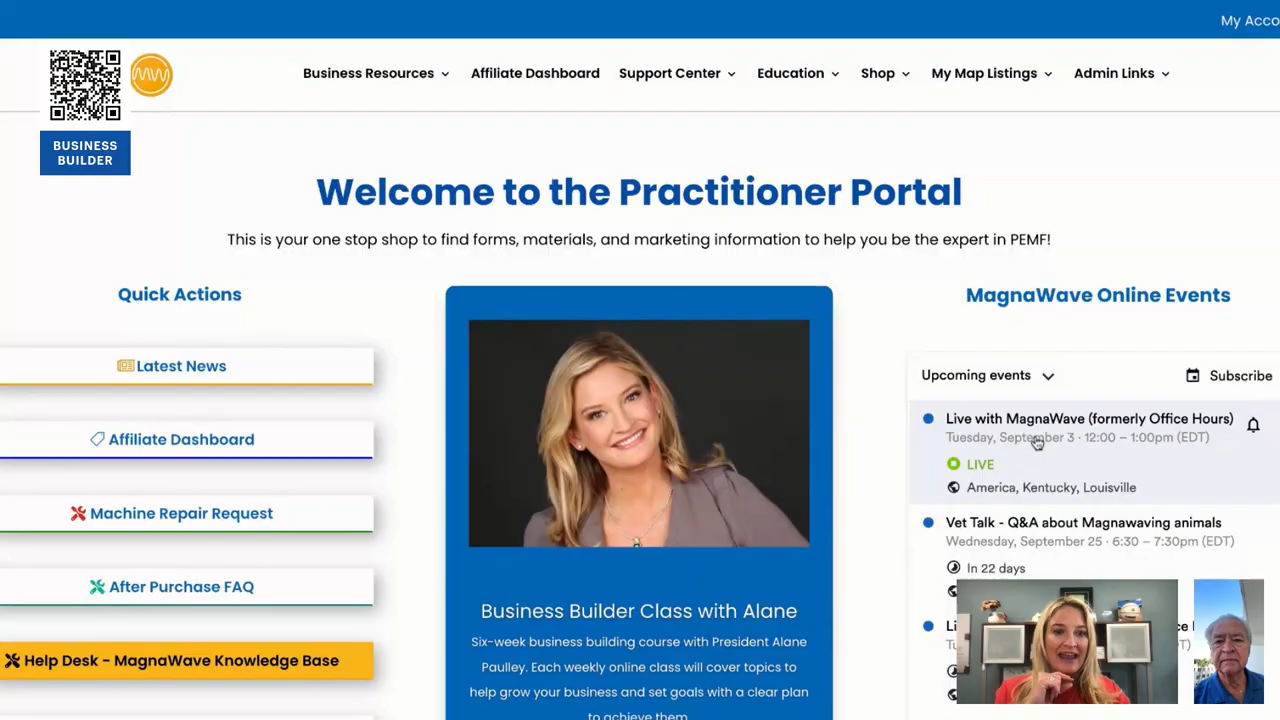 My Acco
MW
Business Resources
Affiliate Dashboard
Support Center
Education
Shop
My Map Listings
Admin Links
BUSINESS
BUILDER
Welcome to the Practitioner Portal
This is your one stop shop to find forms, materials, and marketing information to help you be the expert in PEMF!
Quick Actions
Latest News
Affiliate Dashboard
Machine Repair Request
After Purchase FAQ
Help Desk - MagnaWave Knowledge Base
Business Builder Class with Alane
Six-week business building course with President Alane
Paulley. Each weekly online class will cover topics to
help grow your business and set goals with a clear plan
to achieve them.
MagnaWave Online Events
Upcoming events
Subscribe
Live with MagnaWave (formerly Office Hours)
Tuesday, September 3 · 12:00 – 1:00pm (EDT)
LIVE
America, Kentucky, Louisville
Vet Talk - Q&A about Magnawaving animals
Wednesday, September 25 · 6:30 – 7:30pm (EDT)
In 22 days